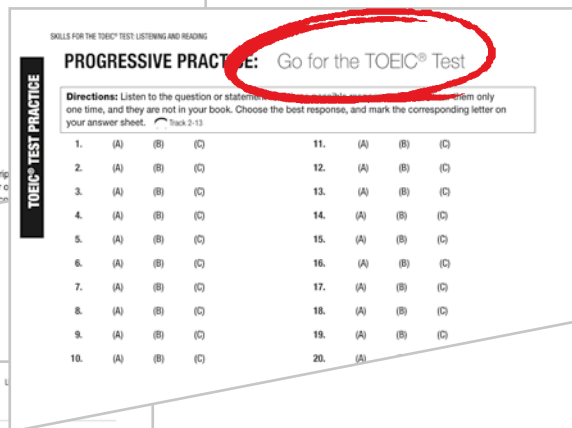 SKILLS FOR THE TOEIC® TEST: LISTENING AND READING
PROGRESSIVE PRACTICE: Go for the TOEIC® Test
TOEIC® TEST PRACTICE
Directions: Listen to the question or statement them only
one time, and they are not in your book. Choose the best response, and mark the corresponding letter on
your answer sheet. Track 2-13
1. (A) (B) (C)
2. (A) (B) (C)
3. (A) (B) (C)
4. (A) (B) (C)
5. (A) (B) (C)
6. (A) (B) (C)
7. (A) (B) (C)
8. (A) (B) (C)
9. (A) (B) (C)
10. (A) (B) (C)
11. (A) (B) (C)
12. (A) (B) (C)
13. (A) (B) (C)
14. (A) (B) (C)
15. (A) (B) (C)
16. (A) (B) (C)
17. (A) (B) (C)
18. (A) (B) (C)
19. (A) (B) (C)
20. (A)